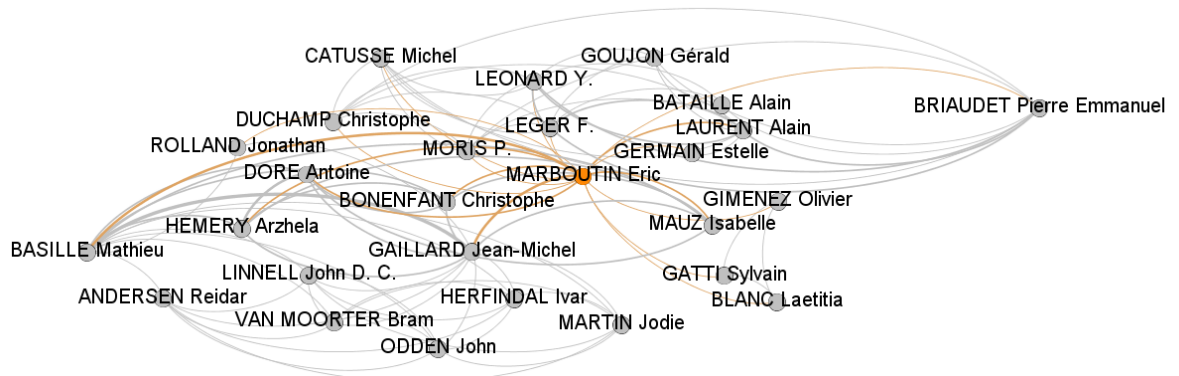 CATUSSE Michel
GOUJON Gérald
LEONARD Y.
BATAILLE Alain
BRIAUDET Pierre Emmanuel
DUCHAMP Christophe
LEGER F.
LAURENT Alain
ROLLAND Jonathan
MORIS P.
GERMAIN Estelle
DORE Antoine
MARBOUTIN Eric
BONENFANT Christophe
GIMENEZ Olivier
HEMERY Arzhela
MAUZ Isabelle
BASILLE Mathieu
GAILLARD Jean-Michel
LINNELL John D. C.
GATTI Sylvain
ANDERSEN Reidar
HERFINDAL Ivar
BLANC Laetitia
VAN MOORTER Bram
MARTIN Jodie
ODDEN John